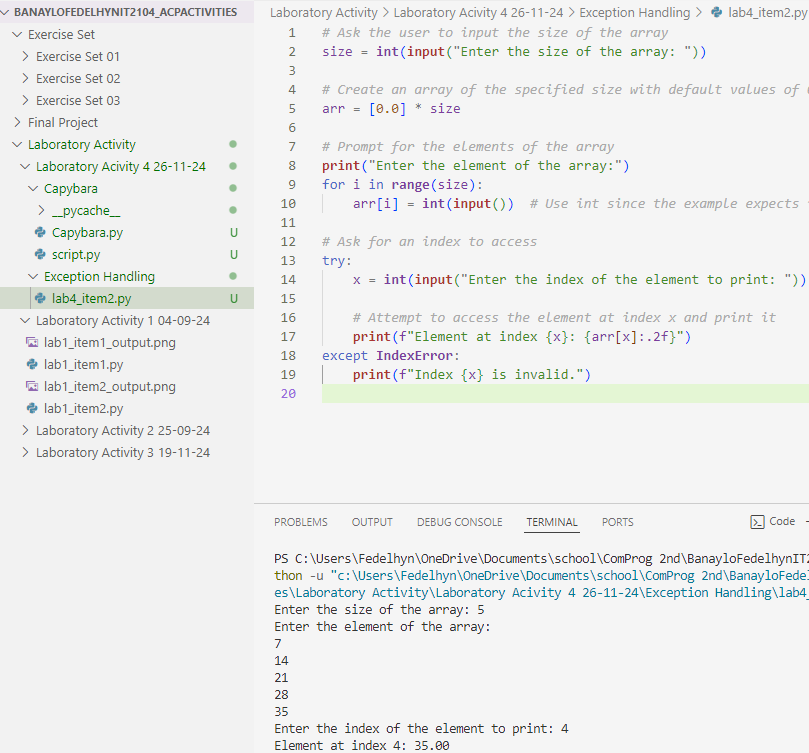 BANAYLOFEDELHYNIT2104_ACPACTIVITIES
Exercise Set
Exercise Set 01
Exercise Set 02
Exercise Set 03
Final Project
Laboratory Activity
Laboratory Acivity 4 26-11-24
Capybara
__pycache__
Capybara.py U
script.py U
Exception Handling
lab4_item2.py U
Laboratory Activity 1 04-09-24
lab1_item1_output.png
lab1_item1.py
lab1_item2_output.png
lab1_item2.py
Laboratory Activity 2 25-09-24
Laboratory Activity 3 19-11-24
Laboratory Activity > Laboratory Acivity 4 26-11-24 > Exception Handling > lab4_item2.py
1 # Ask the user to input the size of the array
2 size = int(input("Enter the size of the array: "))
3
4 # Create an array of the specified size with default values of
5 arr = [0.0] * size
6
7 # Prompt for the elements of the array
8 print("Enter the element of the array:")
9 for i in range(size):
10     arr[i] = int(input())  # Use int since the example expects
11
12 # Ask for an index to access
13 try:
14     x = int(input("Enter the index of the element to print: "))
15
16     # Attempt to access the element at index x and print it
17     print(f"Element at index {x}: {arr[x]:.2f}")
18 except IndexError:
19     print(f"Index {x} is invalid.")
20
PROBLEMS OUTPUT DEBUG CONSOLE TERMINAL PORTS Code
PS C:\Users\Fedelhyn\OneDrive\Documents\school\ComProg 2nd\BanayloFedelhynIT2
thon -u "c:\Users\Fedelhyn\OneDrive\Documents\school\ComProg 2nd\BanayloFedel
es\Laboratory Activity\Laboratory Acivity 4 26-11-24\Exception Handling\lab4_
Enter the size of the array: 5
Enter the element of the array:
7
14
21
28
35
Enter the index of the element to print: 4
Element at index 4: 35.00